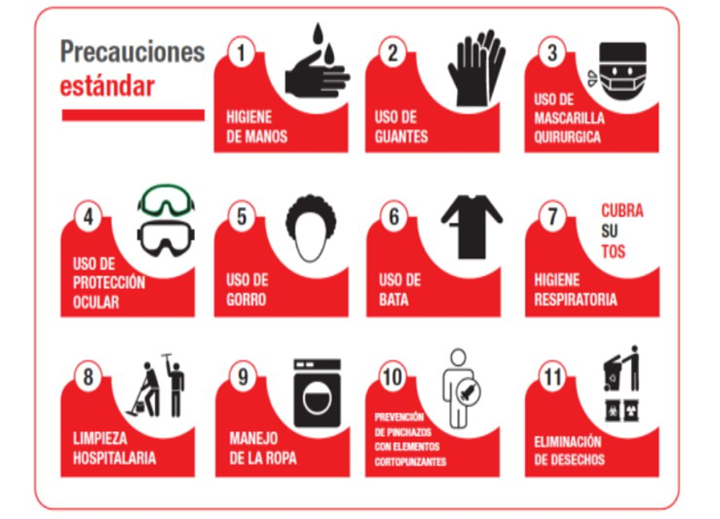 Precauciones
estándar
1
HIGIENE
DE MANOS
2
USO DE
GUANTES
3
USO DE
MASCARILLA
QUIRURGICA
4
USO DE
PROTECCIÓN
OCULAR
5
USO DE
GORRO
6
USO DE
BATA
7
CUBRA
SU
TOS
HIGIENE
RESPIRATORIA
8
LIMPIEZA
HOSPITALARIA
9
MANEJO
DE LA ROPA
10
PREVENCIÓN
DE PINCHAZOS
CON ELEMENTOS
CORTOPUNZANTES
11
ELIMINACIÓN
DE DESECHOS